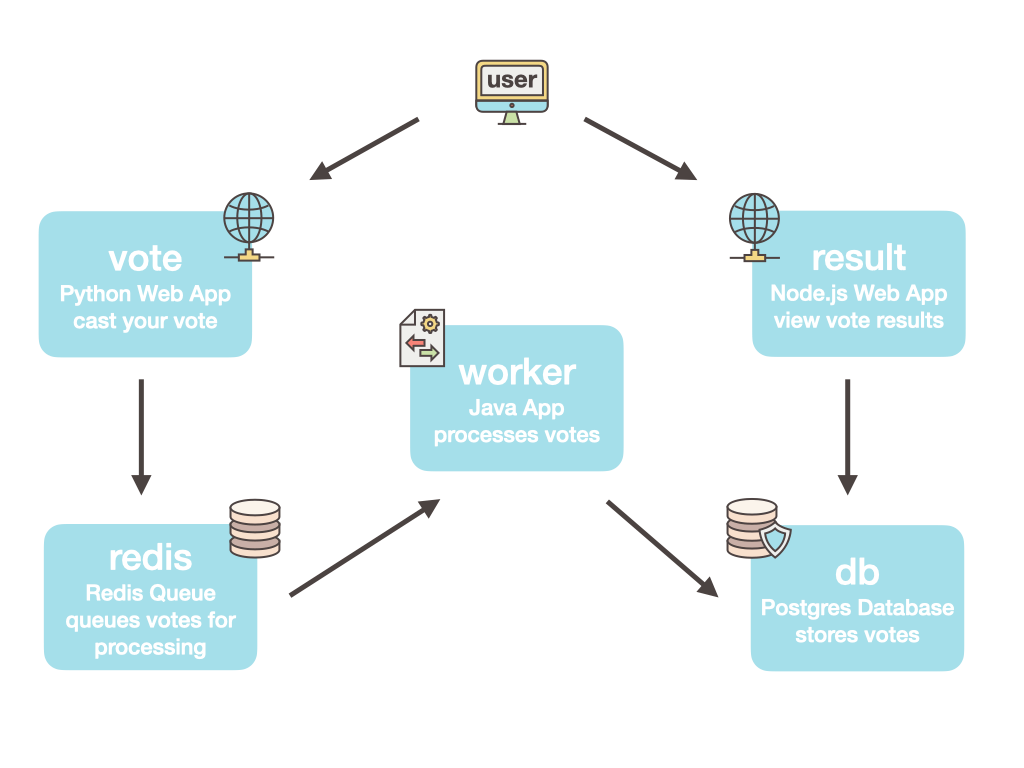 user
vote
Python Web App
cast your vote
result
Node.js Web App
view vote results
worker
Java App
processes votes
redis
Redis Queue
queues votes for
processing
db
Postgres Database
stores votes